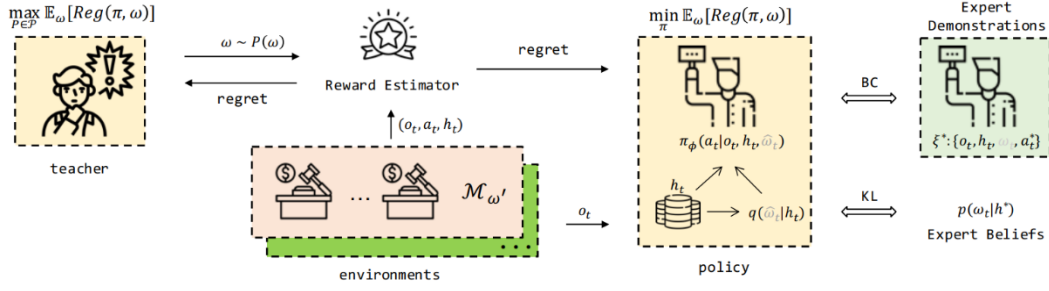 max_{P∈𝒫} 𝔼_ω[Reg(π, ω)]
teacher
ω ~ P(ω)
regret
Reward Estimator
(o_t, a_t, h_t)
$ ... $
ℳ_{ω′}
...
environments
regret
o_t
min_π 𝔼_ω[Reg(π, ω)]
π_ϕ(a_t|o_t, h_t, ω̂_t)
h_t
q(ω̂_t|h_t)
policy
BC
KL
Expert
Demonstrations
ξ*:{o_t, h_t, ω_t, a_t*}
p(ω_t|h*)
Expert Beliefs